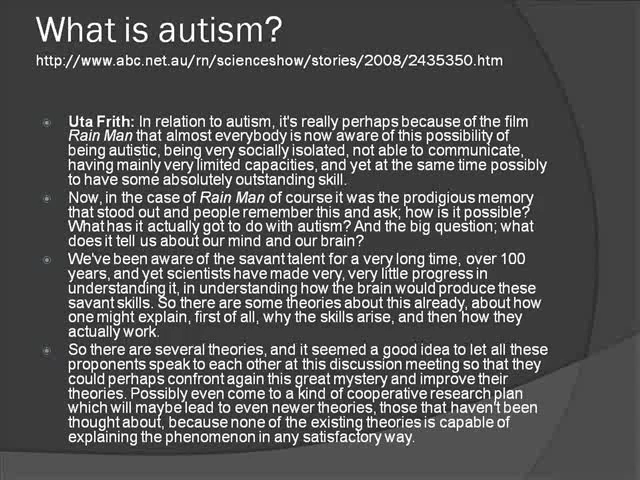 What is autism?
http://www.abc.net.au/rn/scienceshow/stories/2008/2435350.htm
Uta Frith: In relation to autism, it's really perhaps because of the film
Rain Man that almost everybody is now aware of this possibility of
being autistic, being very socially isolated, not able to communicate,
having mainly very limited capacities, and yet at the same time possibly
to have some absolutely outstanding skill.
Now, in the case of Rain Man of course it was the prodigious memory
that stood out and people remember this and ask; how is it possible?
What has it actually got to do with autism? And the big question; what
does it tell us about our mind and our brain?
We've been aware of the savant talent for a very long time, over 100
years, and yet scientists have made very, very little progress in
understanding it, in understanding how the brain would produce these
savant skills. So there are some theories about this already, about how
one might explain, first of all, why the skills arise, and then how they
actually work.
So there are several theories, and it seemed a good idea to let all these
proponents speak to each other at this discussion meeting so that they
could perhaps confront again this great mystery and improve their
theories. Possibly even come to a kind of cooperative research plan
which will maybe lead to even newer theories, those that haven't been
thought about, because none of the existing theories is capable of
explaining the phenomenon in any satisfactory way.